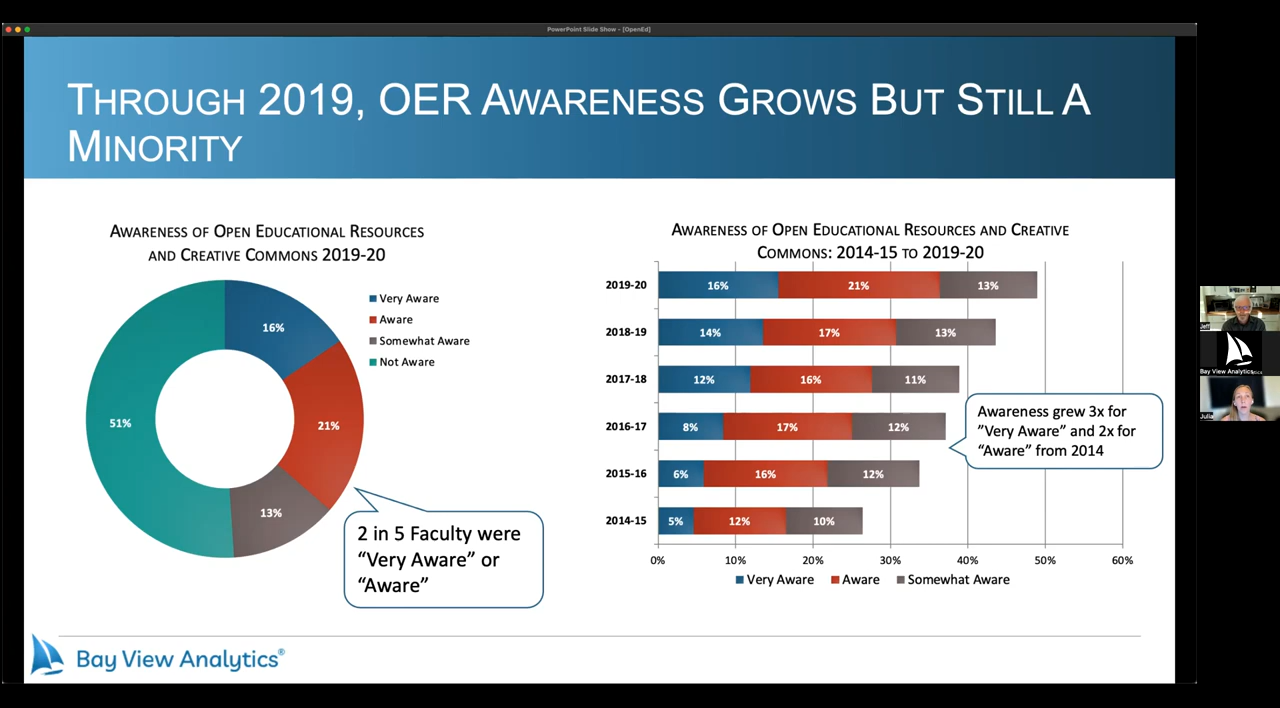 PowerPoint Slide Show - [OpenEd]
THROUGH 2019, OER AWARENESS GROWS BUT STILL A
MINORITY
AWARENESS OF OPEN EDUCATIONAL RESOURCES
AND CREATIVE COMMONS 2019-20
Very Aware
Aware
Somewhat Aware
Not Aware
16%
21%
13%
51%
2 in 5 Faculty were
“Very Aware” or
“Aware”
AWARENESS OF OPEN EDUCATIONAL RESOURCES AND CREATIVE
COMMONS: 2014-15 TO 2019-20
2019-20 16% 21% 13%
2018-19 14% 17% 13%
2017-18 12% 16% 11%
2016-17 8% 17% 12%
2015-16 6% 16% 12%
2014-15 5% 12% 10%
0% 10% 20% 30% 40% 50% 60%
Very Aware Aware Somewhat Aware
Awareness grew 3x for
”Very Aware” and 2x for
“Aware” from 2014
Bay View Analytics®
Jeff
Bay View Analytics
Julia